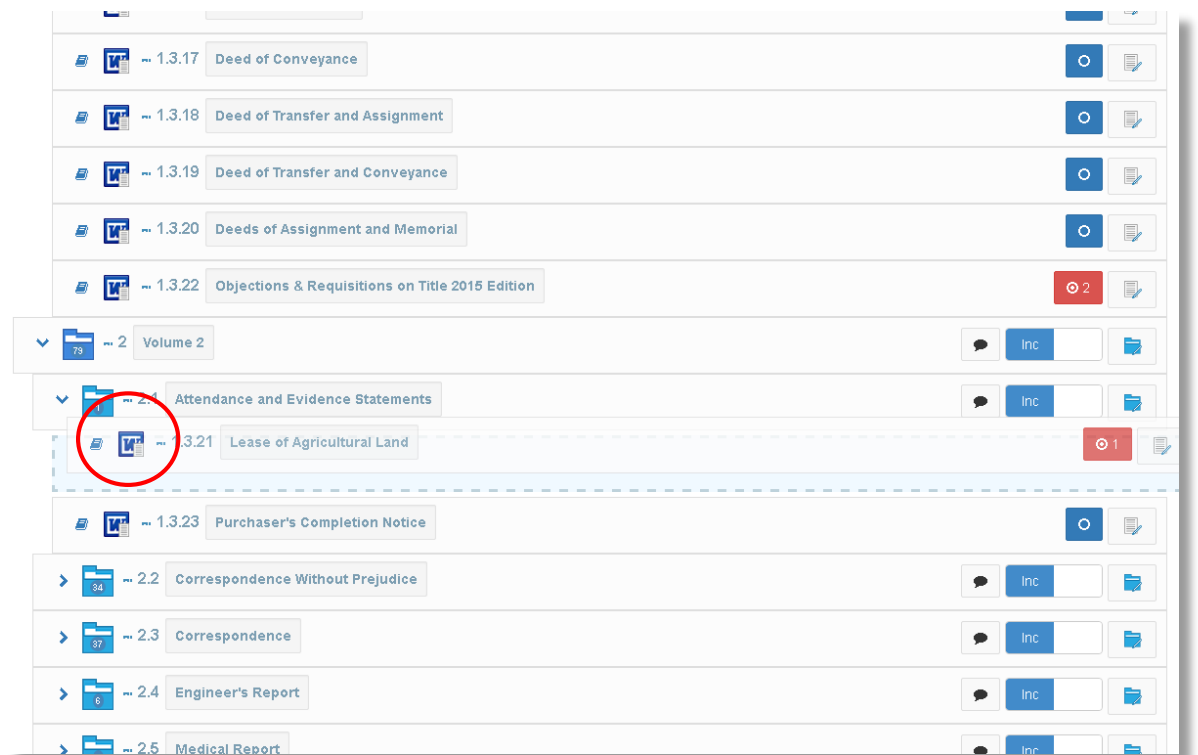 1.3.17 Deed of Conveyance
1.3.18 Deed of Transfer and Assignment
1.3.19 Deed of Transfer and Conveyance
1.3.20 Deeds of Assignment and Memorial
1.3.22 Objections & Requisitions on Title 2015 Edition 2
79 2 Volume 2 Inc
1 2.1 Attendance and Evidence Statements Inc
1.3.21 Lease of Agricultural Land 1
1.3.23 Purchaser's Completion Notice
34 2.2 Correspondence Without Prejudice Inc
37 2.3 Correspondence Inc
6 2.4 Engineer's Report Inc
2.5 Medical Report Inc